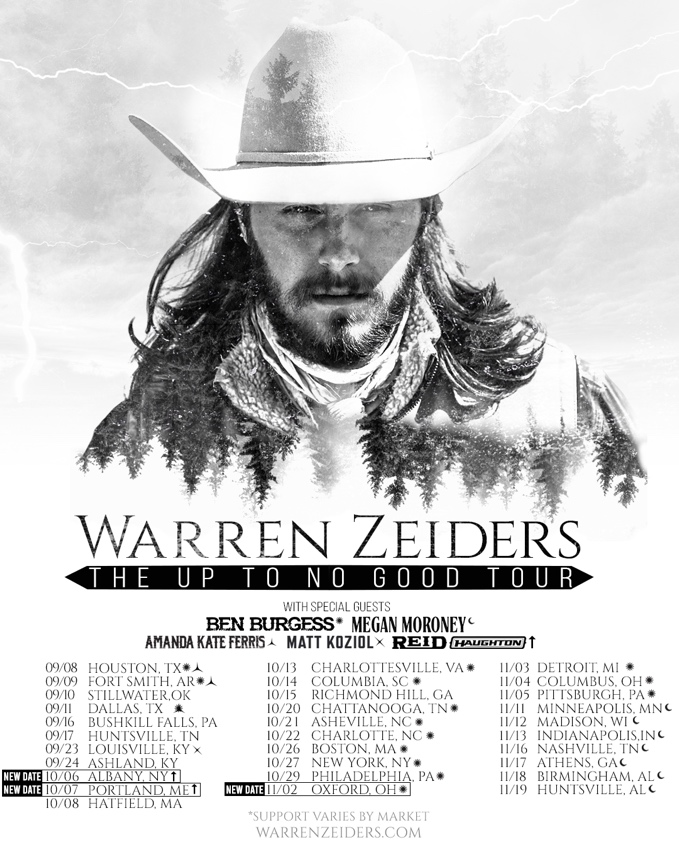 WARREN ZEIDERS
THE UP TO NO GOOD TOUR
WITH SPECIAL GUESTS
BEN BURGESS✹ MEGAN MORONEY☾
AMANDA KATE FERRIS⅄ MATT KOZIOL× REID HAUGHTON↑
09/08 HOUSTON, TX✹⅄
09/09 FORT SMITH, AR✹⅄
09/10 STILLWATER,OK
09/11 DALLAS, TX
09/16 BUSHKILL FALLS, PA
09/17 HUNTSVILLE, TN
09/23 LOUISVILLE, KY×
09/24 ASHLAND, KY
NEW DATE 10/06 ALBANY, NY↑
NEW DATE 10/07 PORTLAND, ME↑
10/08 HATFIELD, MA
10/13 CHARLOTTESVILLE, VA✹
10/14 COLUMBIA, SC✹
10/15 RICHMOND HILL, GA
10/20 CHATTANOOGA, TN✹
10/21 ASHEVILLE, NC✹
10/22 CHARLOTTE, NC✹
10/26 BOSTON, MA✹
10/27 NEW YORK, NY✹
10/29 PHILADELPHIA, PA✹
NEW DATE 11/02 OXFORD, OH✹
11/03 DETROIT, MI ✹
11/04 COLUMBUS, OH✹
11/05 PITTSBURGH, PA✹
11/11 MINNEAPOLIS, MN☾
11/12 MADISON, WI☾
11/13 INDIANAPOLIS,IN☾
11/16 NASHVILLE, TN☾
11/17 ATHENS, GA☾
11/18 BIRMINGHAM, AL☾
11/19 HUNTSVILLE, AL☾
*SUPPORT VARIES BY MARKET
WARRENZEIDERS.COM